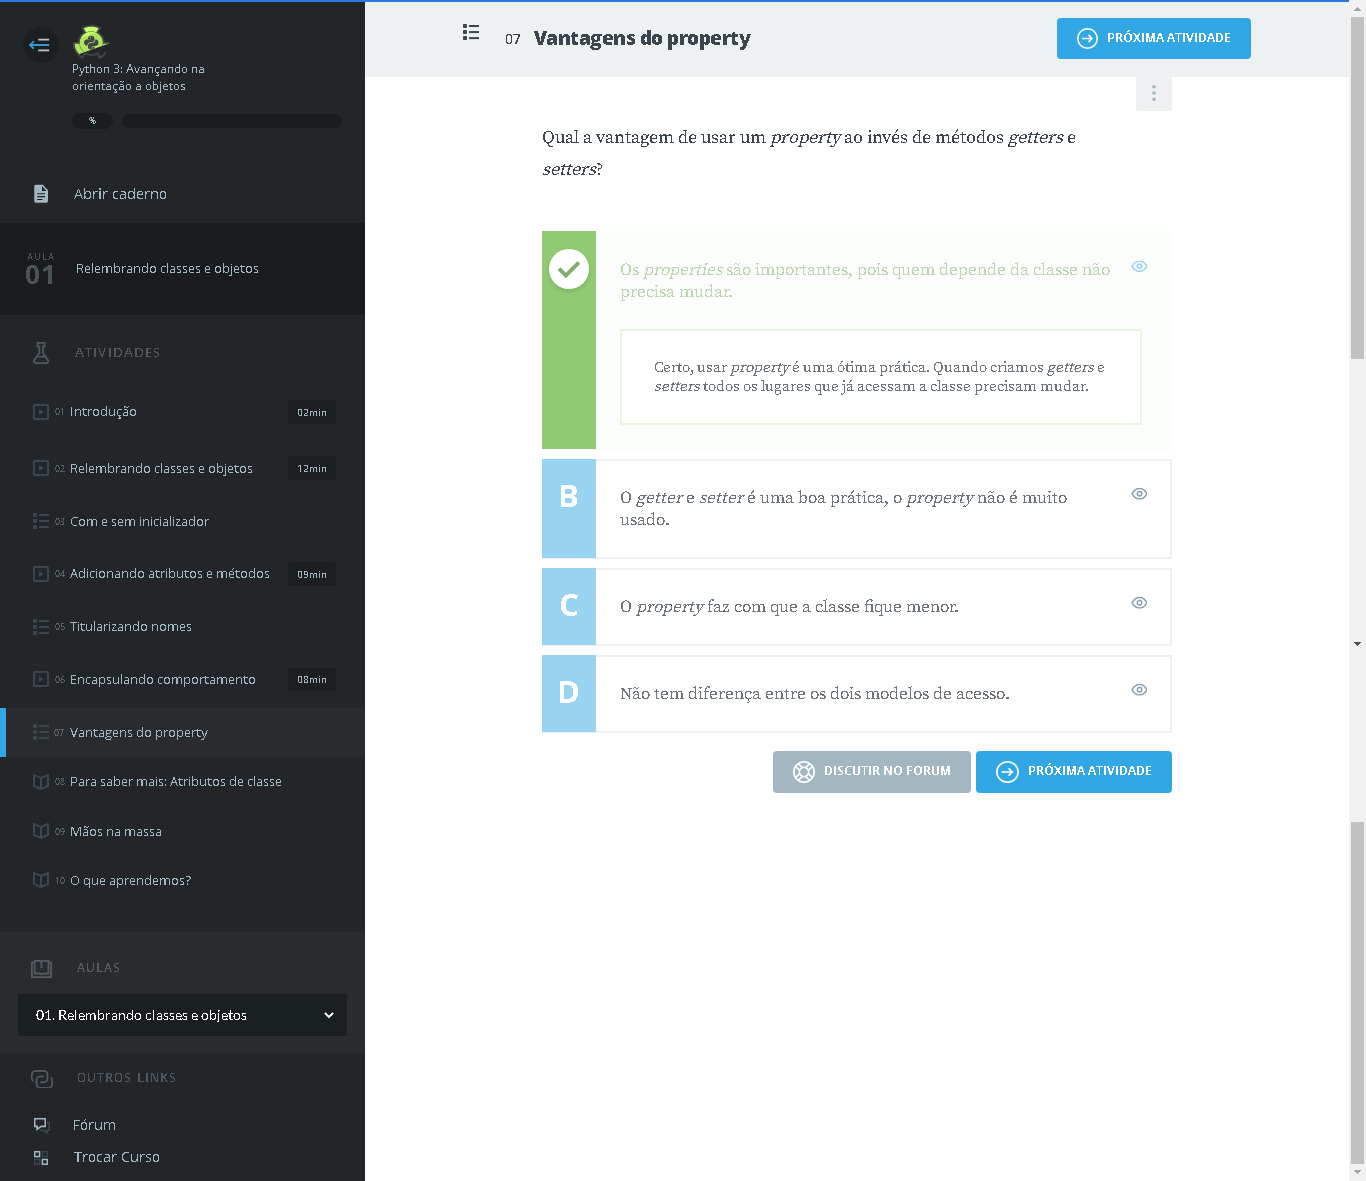 Python 3: Avançando na
orientação a objetos
%
Abrir caderno
AULA
01
Relembrando classes e objetos
ATIVIDADES
01 Introdução 02min
02 Relembrando classes e objetos 12min
03 Com e sem inicializador
04 Adicionando atributos e métodos 09min
05 Titularizando nomes
06 Encapsulando comportamento 08min
07 Vantagens do property
08 Para saber mais: Atributos de classe
09 Mãos na massa
10 O que aprendemos?
AULAS
01. Relembrando classes e objetos
OUTROS LINKS
Fórum
Trocar Curso
07 Vantagens do property
PRÓXIMA ATIVIDADE
Qual a vantagem de usar um property ao invés de métodos getters e
setters?
Os properties são importantes, pois quem depende da classe não
precisa mudar.
Certo, usar property é uma ótima prática. Quando criamos getters e
setters todos os lugares que já acessam a classe precisam mudar.
B
O getter e setter é uma boa prática, o property não é muito
usado.
C
O property faz com que a classe fique menor.
D
Não tem diferença entre os dois modelos de acesso.
DISCUTIR NO FORUM
PRÓXIMA ATIVIDADE